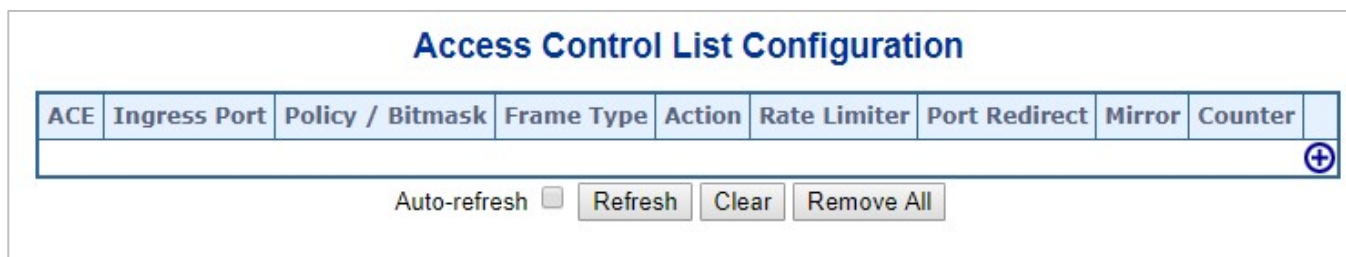 Access Control List Configuration
ACE Ingress Port Policy / Bitmask Frame Type Action Rate Limiter Port Redirect Mirror Counter
Auto-refresh Refresh Clear Remove All